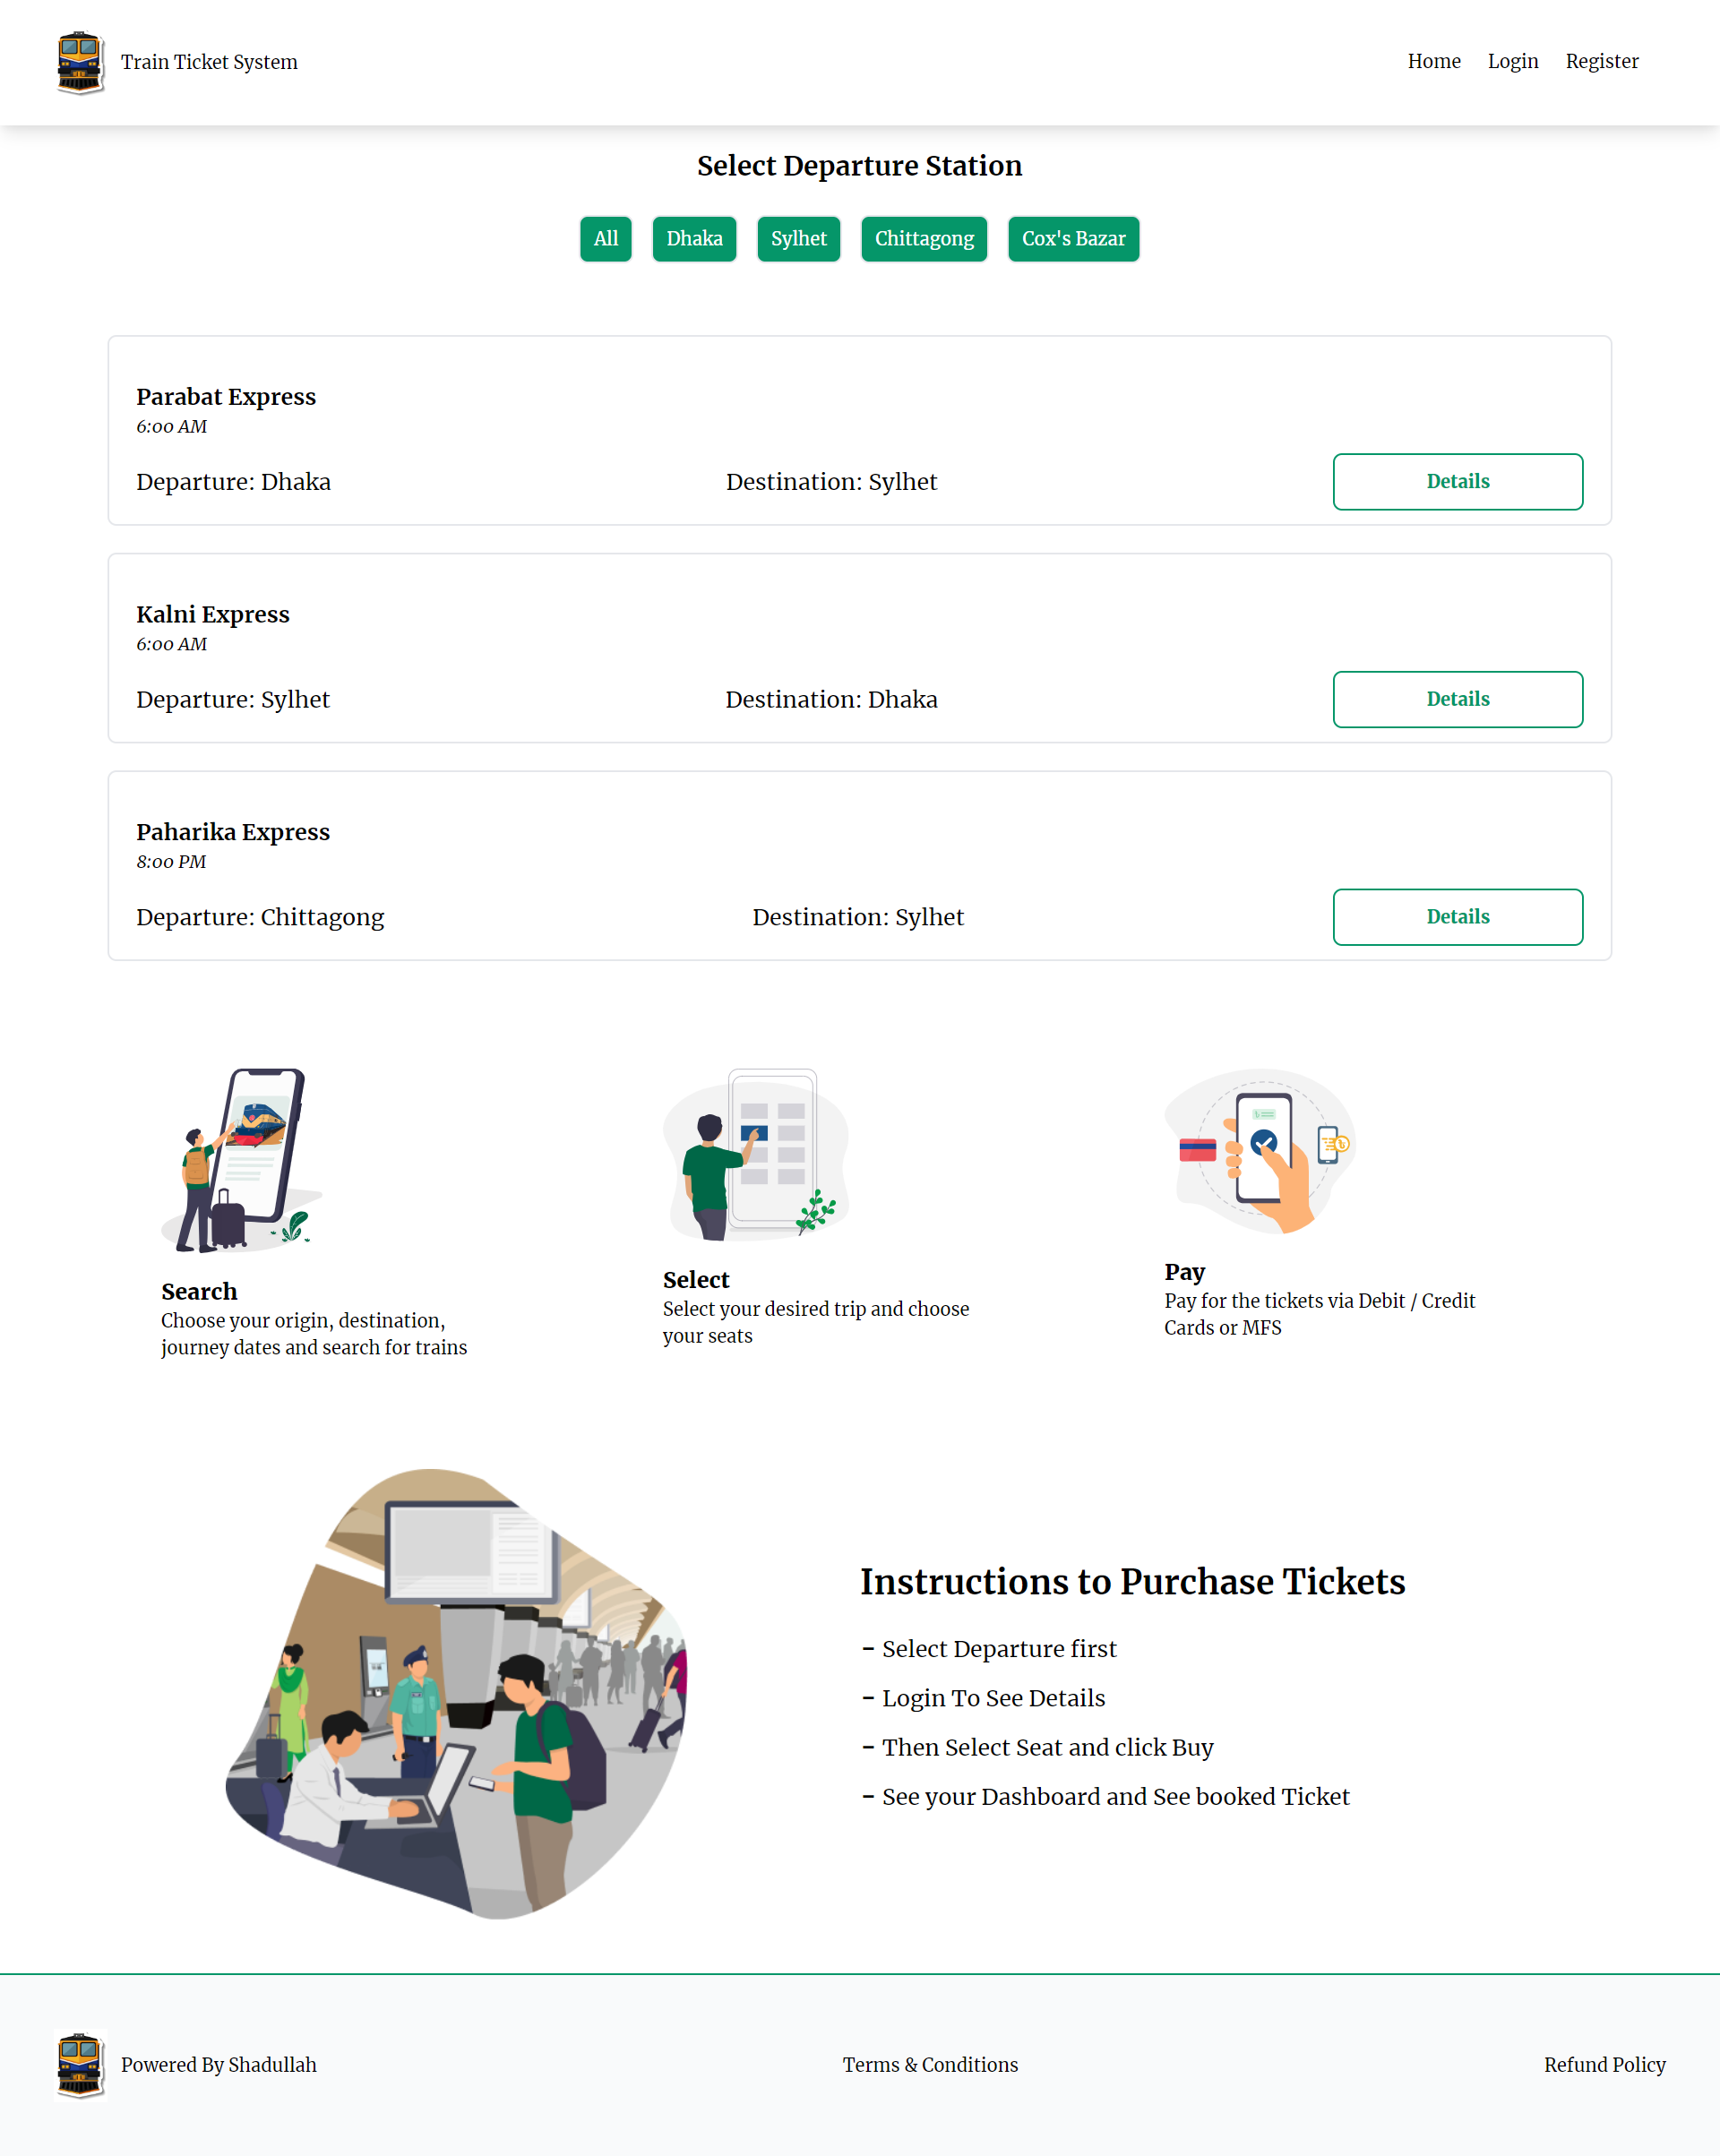 Train Ticket System
Home Login Register
Select Departure Station
All Dhaka Sylhet Chittagong Cox's Bazar
Parabat Express
6:00 AM
Departure: Dhaka Destination: Sylhet Details
Kalni Express
6:00 AM
Departure: Sylhet Destination: Dhaka Details
Paharika Express
8:00 PM
Departure: Chittagong Destination: Sylhet Details
Search
Choose your origin, destination,
journey dates and search for trains
Select
Select your desired trip and choose
your seats
Pay
Pay for the tickets via Debit / Credit
Cards or MFS
Instructions to Purchase Tickets
- Select Departure first
- Login To See Details
- Then Select Seat and click Buy
- See your Dashboard and See booked Ticket
Powered By Shadullah Terms & Conditions Refund Policy